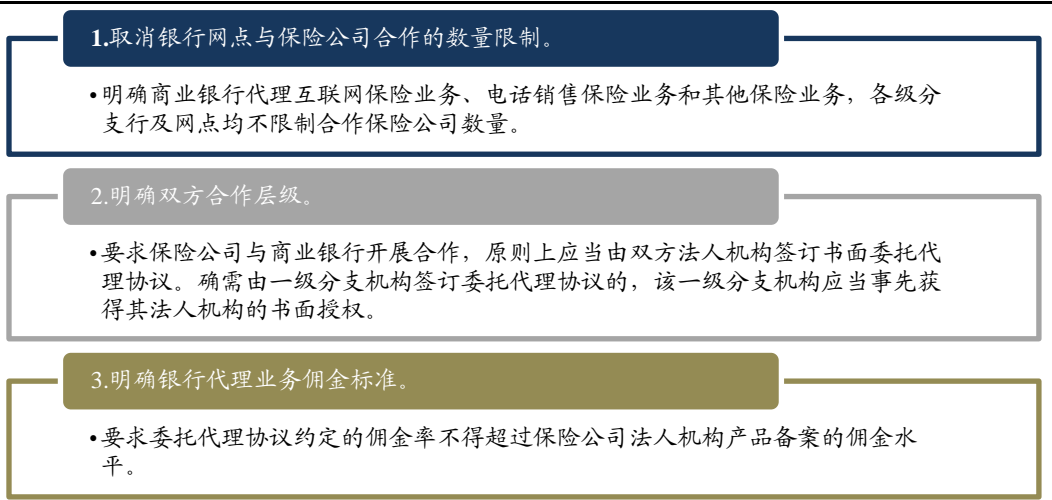 1.取消银行网点与保险公司合作的数量限制。
•明确商业银行代理互联网保险业务、电话销售保险业务和其他保险业务，各级分
支行及网点均不限制合作保险公司数量。
2.明确双方合作层级。
•要求保险公司与商业银行开展合作，原则上应当由双方法人机构签订书面委托代
理协议。确需由一级分支机构签订委托代理协议的，该一级分支机构应当事先获
得其法人机构的书面授权。
3.明确银行代理业务佣金标准。
•要求委托代理协议约定的佣金率不得超过保险公司法人机构产品备案的佣金水
平。